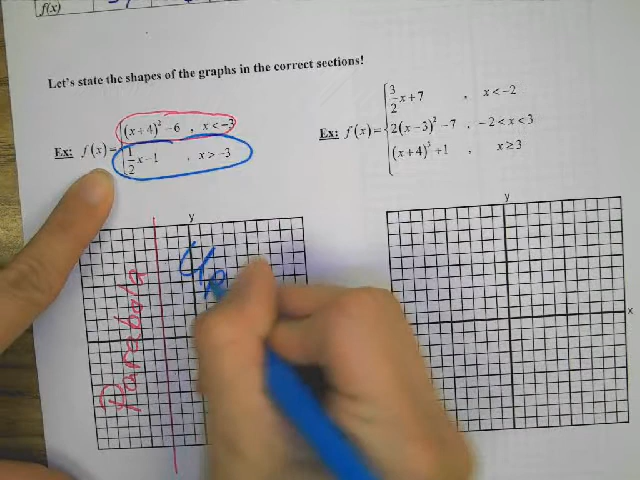 f(x)
Let's state the shapes of the graphs in the correct sections!
Ex: f(x)= (x+4)² -6 , x < -3
1/2 x-1 , x > -3
Ex: f(x)= 3/2 x+7 , x < -2
2(x-3)² -7 , -2 < x < 3
(x+4)³ +1 , x ≥ 3
y
y
x
Parabola
Up